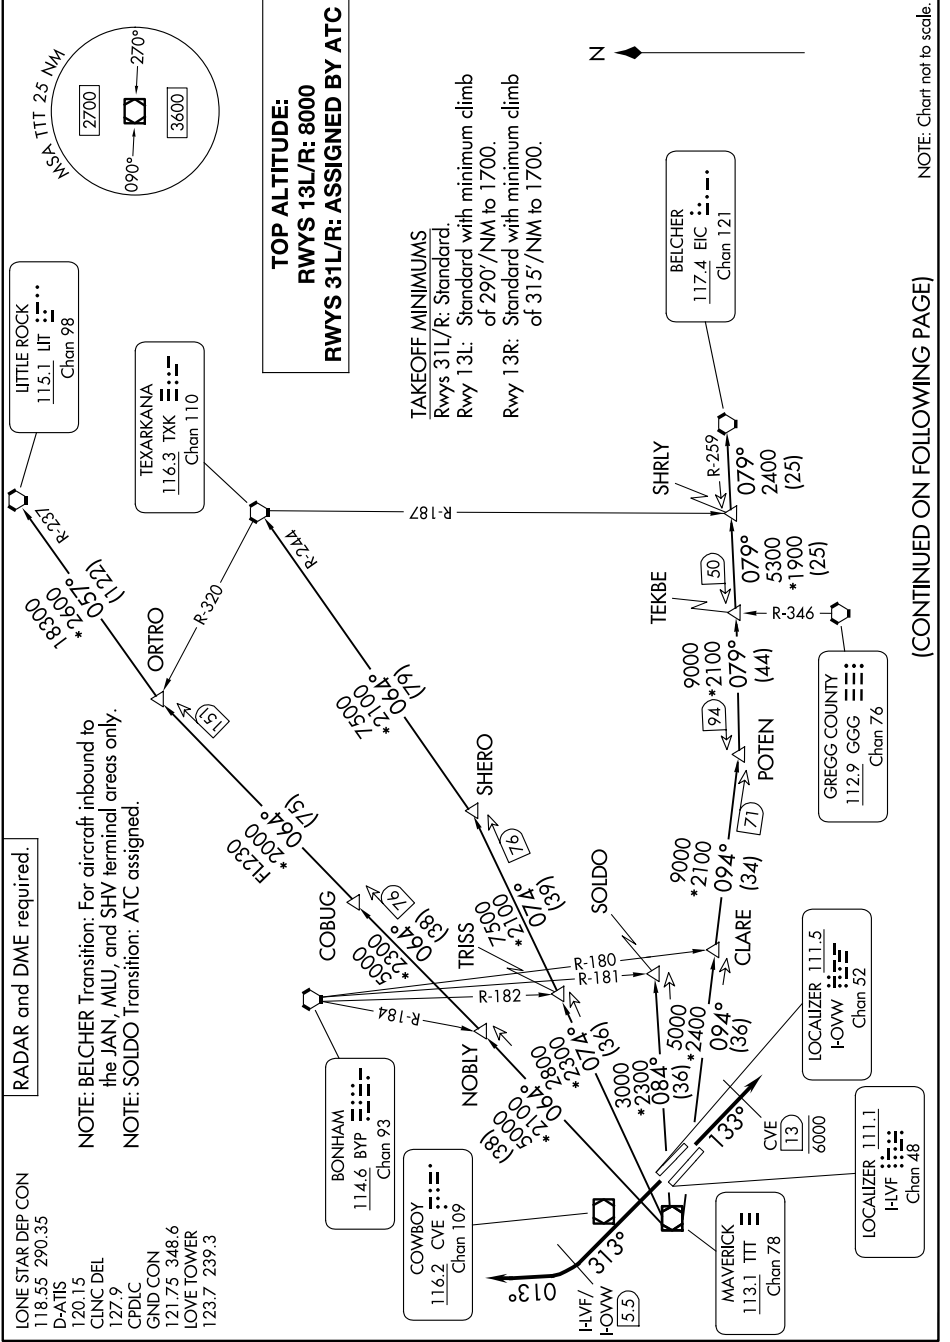 LONE STAR DEP CON
118.55 290.35
D-ATIS
120.15
CLNC DEL
127.9
CPDLC
GND CON
121.75 348.6
LOVE TOWER
123.7 239.3
RADAR and DME required.
NOTE: BELCHER Transition: For aircraft inbound to
the JAN, MLU, and SHV terminal areas only.
NOTE: SOLDO Transition: ATC assigned.
LITTLE ROCK
115.1 LIT
Chan 98
MSA TTT 25 NM
2700
090°
270°
3600
TEXARKANA
116.3 TXK
Chan 110
TOP ALTITUDE:
RWYS 13L/R: 8000
RWYS 31L/R: ASSIGNED BY ATC
TAKEOFF MINIMUMS
Rwys 31L/R: Standard.
Rwy 13L: Standard with minimum climb
of 290'/NM to 1700.
Rwy 13R: Standard with minimum climb
of 315'/NM to 1700.
N
R-237
18300
*2600
057°
(122)
ORTRO
R-320
151
FL230
*2000
064°
(75)
COBUG
76
5000
*2300
064°
(38)
NOBLY
5000
*2100
064°
(38)
R-244
7500
*2100
064°
(79)
SHERO
76
7500
*2100
074°
(39)
TRISS
2800
*2300
074°
(36)
BONHAM
114.6 BYP
Chan 93
R-184
R-182
R-181
R-180
SOLDO
3000
*2300
084°
(36)
5000
*2400
094°
(36)
CLARE
9000
*2100
094°
(34)
71
POTEN
94
9000
*2100
079°
(44)
TEKBE
50
R-346
5300
*1900
079°
(25)
SHRLY
R-187
R-259
079°
2400
(25)
BELCHER
117.4 EIC
Chan 121
GREGG COUNTY
112.9 GGG
Chan 76
COWBOY
116.2 CVE
Chan 109
013°
313°
I-LVF/
I-OVW
5.5
MAVERICK
113.1 TTT
Chan 78
133°
CVE
13
6000
LOCALIZER 111.5
I-OVW
Chan 52
LOCALIZER 111.1
I-LVF
Chan 48
(CONTINUED ON FOLLOWING PAGE)
NOTE: Chart not to scale.